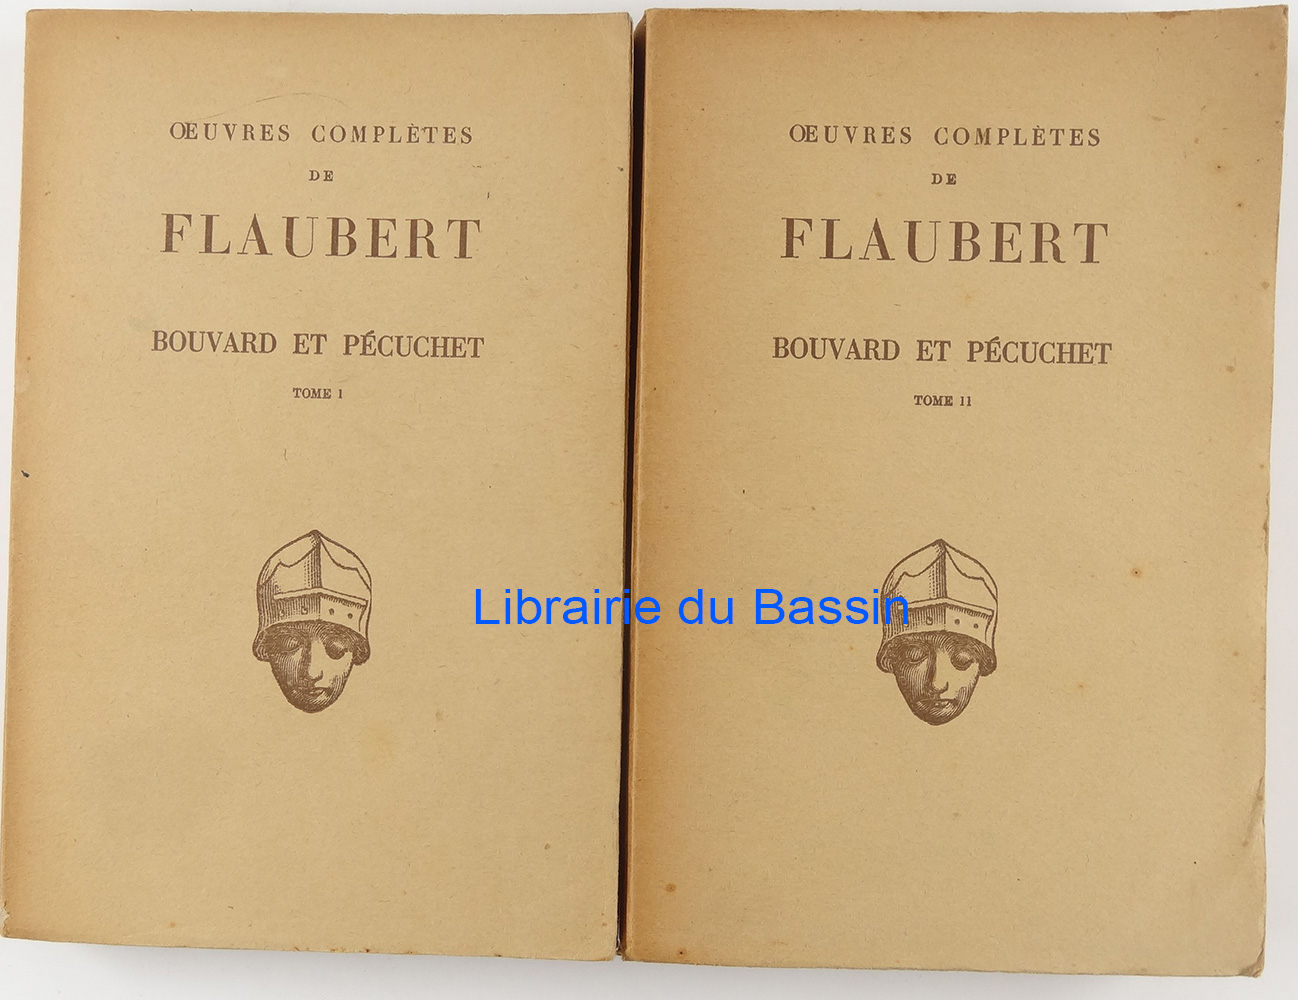 ŒUVRES COMPLÈTES
DE
FLAUBERT
BOUVARD ET PÉCUCHET
TOME I
ŒUVRES COMPLÈTES
DE
FLAUBERT
BOUVARD ET PÉCUCHET
TOME II
Librairie du Bassin